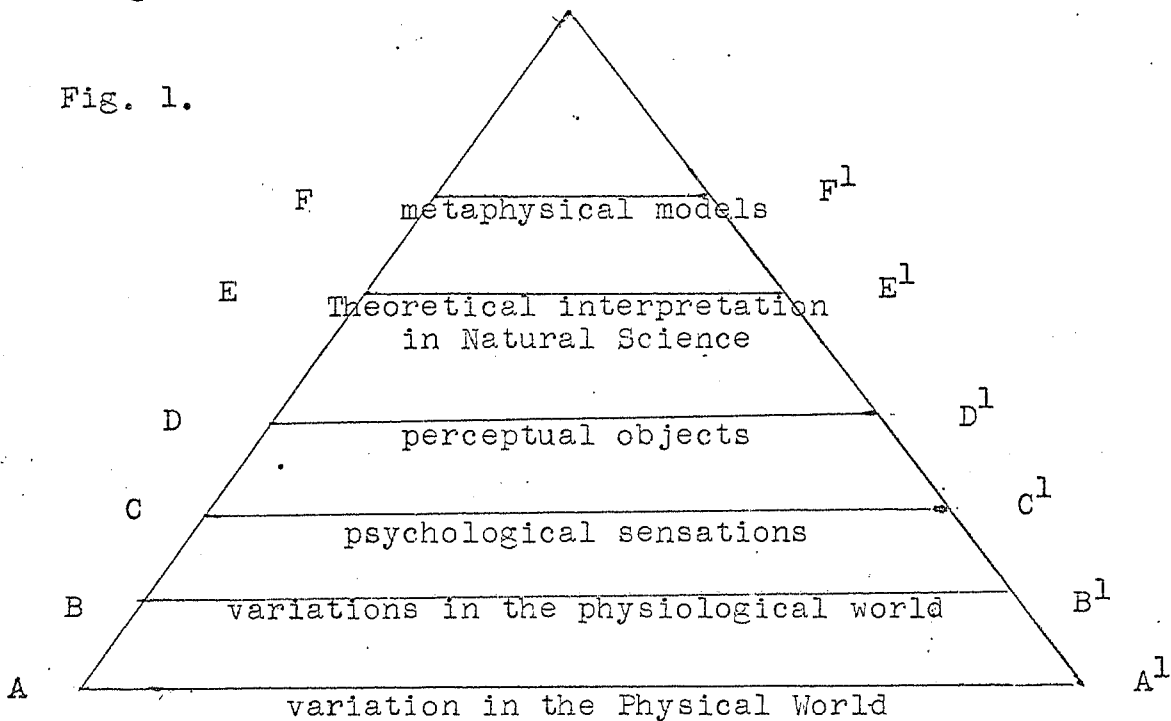 Fig. 1.
F metaphysical models F¹
E Theoretical interpretation E¹
in Natural Science
D perceptual objects D¹
C psychological sensations C¹
B variations in the physiological world B¹
A variation in the Physical World A¹